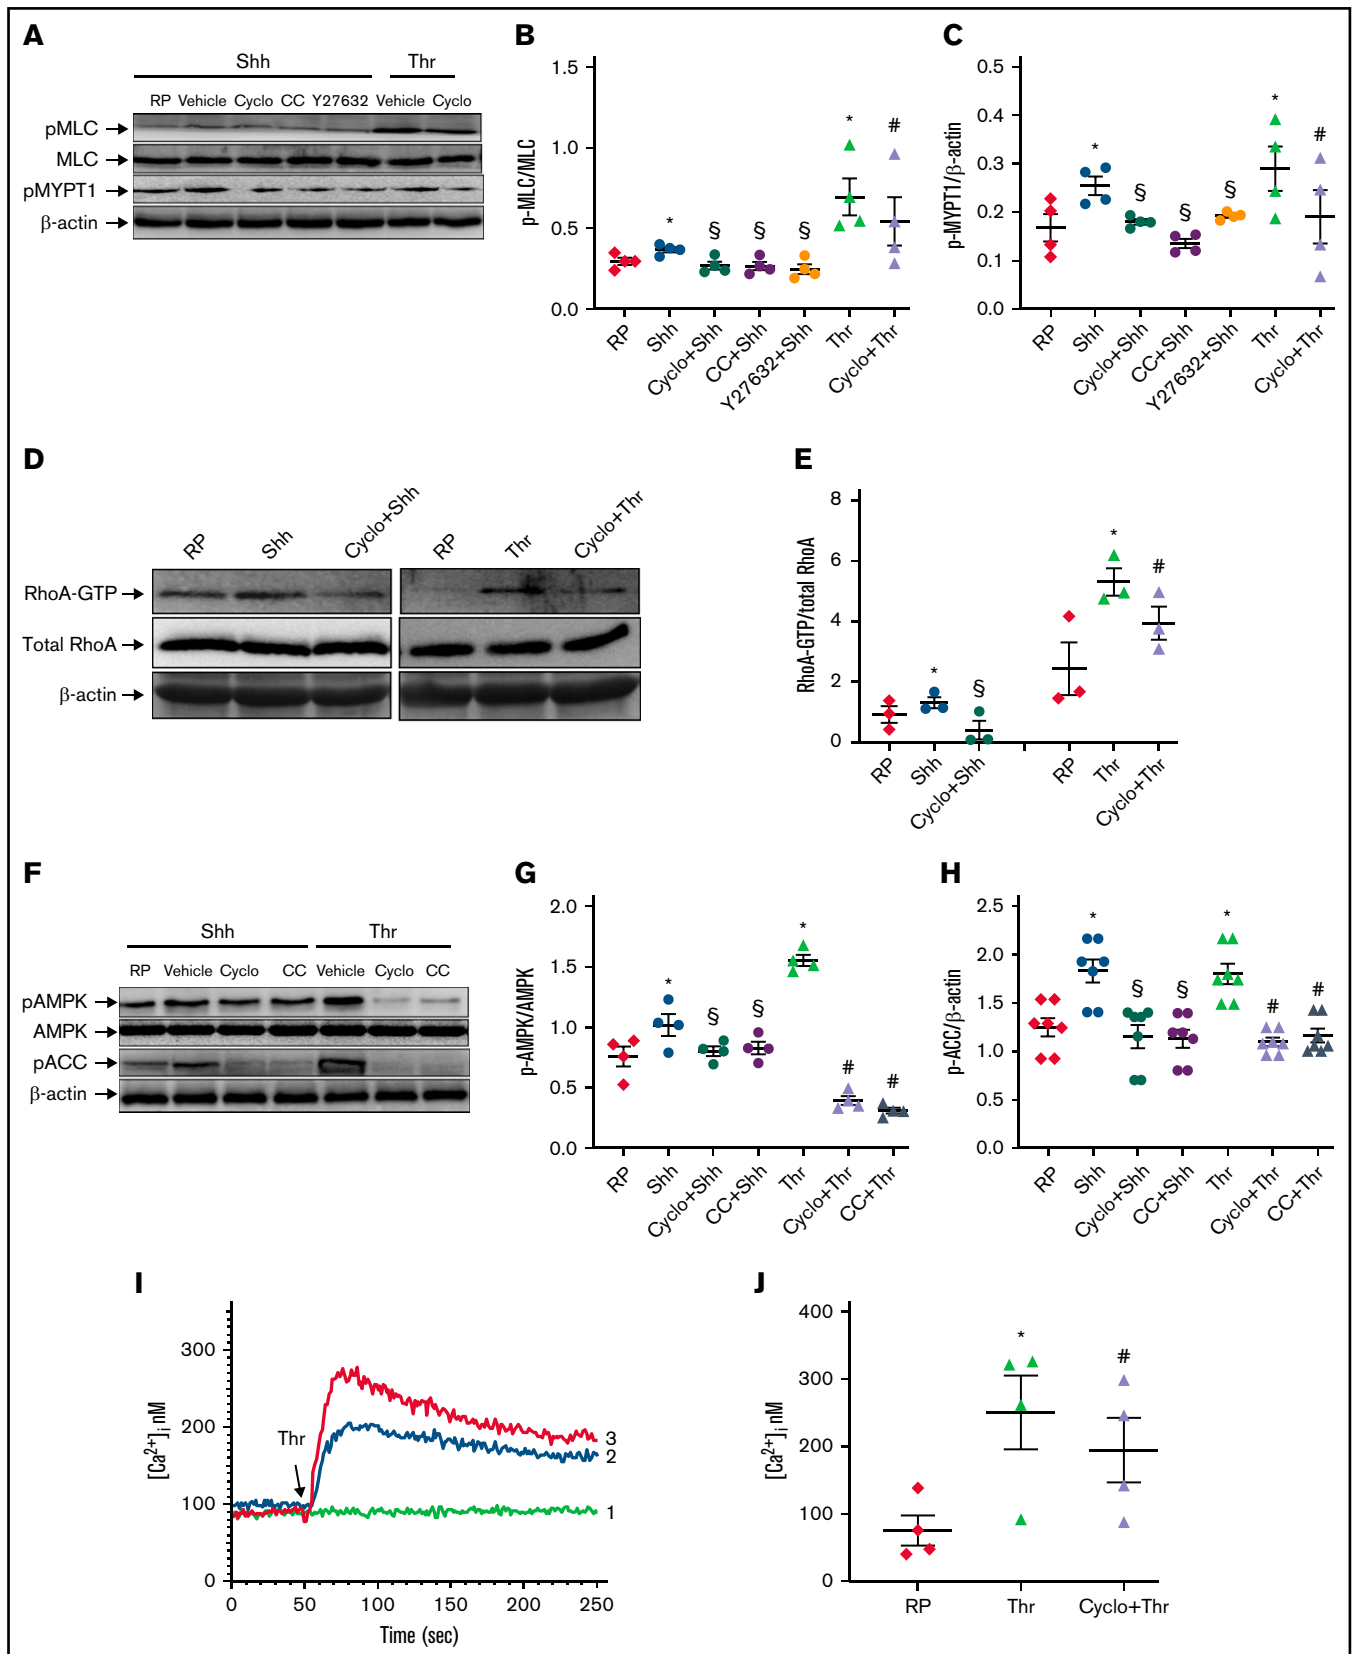 A
Shh Thr
RP Vehicle Cyclo CC Y27632 Vehicle Cyclo
pMLC
MLC
pMYPT1
β-actin
B
p-MLC/MLC
1.5
1.0
0.5
0.0
*
§
§
§
*
#
RP Shh Cyclo+Shh CC+Shh Y27632+Shh Thr Cyclo+Thr
C
p-MYPT1/β-actin
0.5
0.4
0.3
0.2
0.1
0.0
*
§
§
§
*
#
RP Shh Cyclo+Shh CC+Shh Y27632+Shh Thr Cyclo+Thr
D
RP Shh Cyclo+Shh RP Thr Cyclo+Thr
RhoA-GTP
Total RhoA
β-actin
E
RhoA-GTP/total RhoA
8
6
4
2
0
*
§
*
#
RP Shh Cyclo+Shh RP Thr Cyclo+Thr
F
Shh Thr
RP Vehicle Cyclo CC Vehicle Cyclo CC
pAMPK
AMPK
pACC
β-actin
G
p-AMPK/AMPK
2.0
1.5
1.0
0.5
0.0
*
§
§
*
#
#
RP Shh Cyclo+Shh CC+Shh Thr Cyclo+Thr CC+Thr
H
p-ACC/β-actin
2.5
2.0
1.5
1.0
0.5
0.0
*
§
§
*
#
#
RP Shh Cyclo+Shh CC+Shh Thr Cyclo+Thr CC+Thr
I
[Ca2+]i nM
300
200
100
0
Thr
3
2
1
0 50 100 150 200 250
Time (sec)
J
[Ca2+]i nM
400
300
200
100
0
*
#
RP Thr Cyclo+Thr